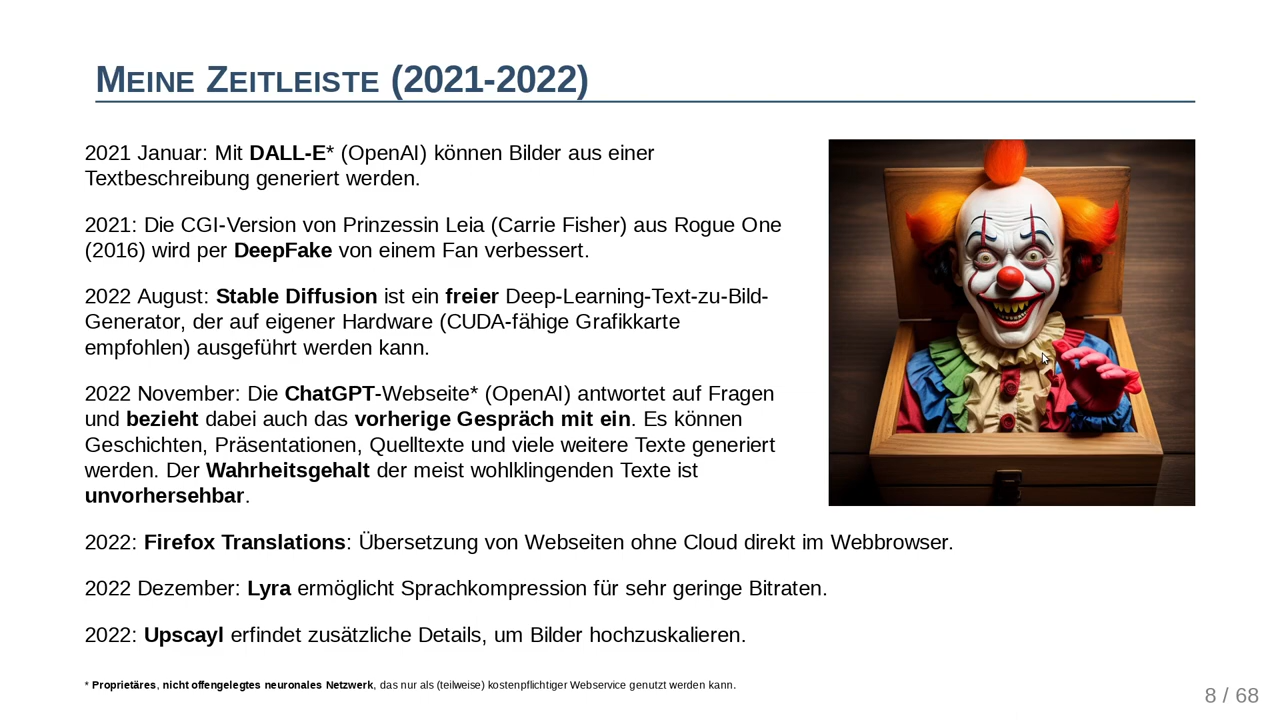 Meine Zeitleiste (2021-2022)
2021 Januar: Mit DALL-E* (OpenAI) können Bilder aus einer
Textbeschreibung generiert werden.
2021: Die CGI-Version von Prinzessin Leia (Carrie Fisher) aus Rogue One
(2016) wird per DeepFake von einem Fan verbessert.
2022 August: Stable Diffusion ist ein freier Deep-Learning-Text-zu-Bild-
Generator, der auf eigener Hardware (CUDA-fähige Grafikkarte
empfohlen) ausgeführt werden kann.
2022 November: Die ChatGPT-Webseite* (OpenAI) antwortet auf Fragen
und bezieht dabei auch das vorherige Gespräch mit ein. Es können
Geschichten, Präsentationen, Quelltexte und viele weitere Texte generiert
werden. Der Wahrheitsgehalt der meist wohlklingenden Texte ist
unvorhersehbar.
2022: Firefox Translations: Übersetzung von Webseiten ohne Cloud direkt im Webbrowser.
2022 Dezember: Lyra ermöglicht Sprachkompression für sehr geringe Bitraten.
2022: Upscayl erfindet zusätzliche Details, um Bilder hochzuskalieren.
* Proprietäres, nicht offengelegtes neuronales Netzwerk, das nur als (teilweise) kostenpflichtiger Webservice genutzt werden kann.
8 / 68